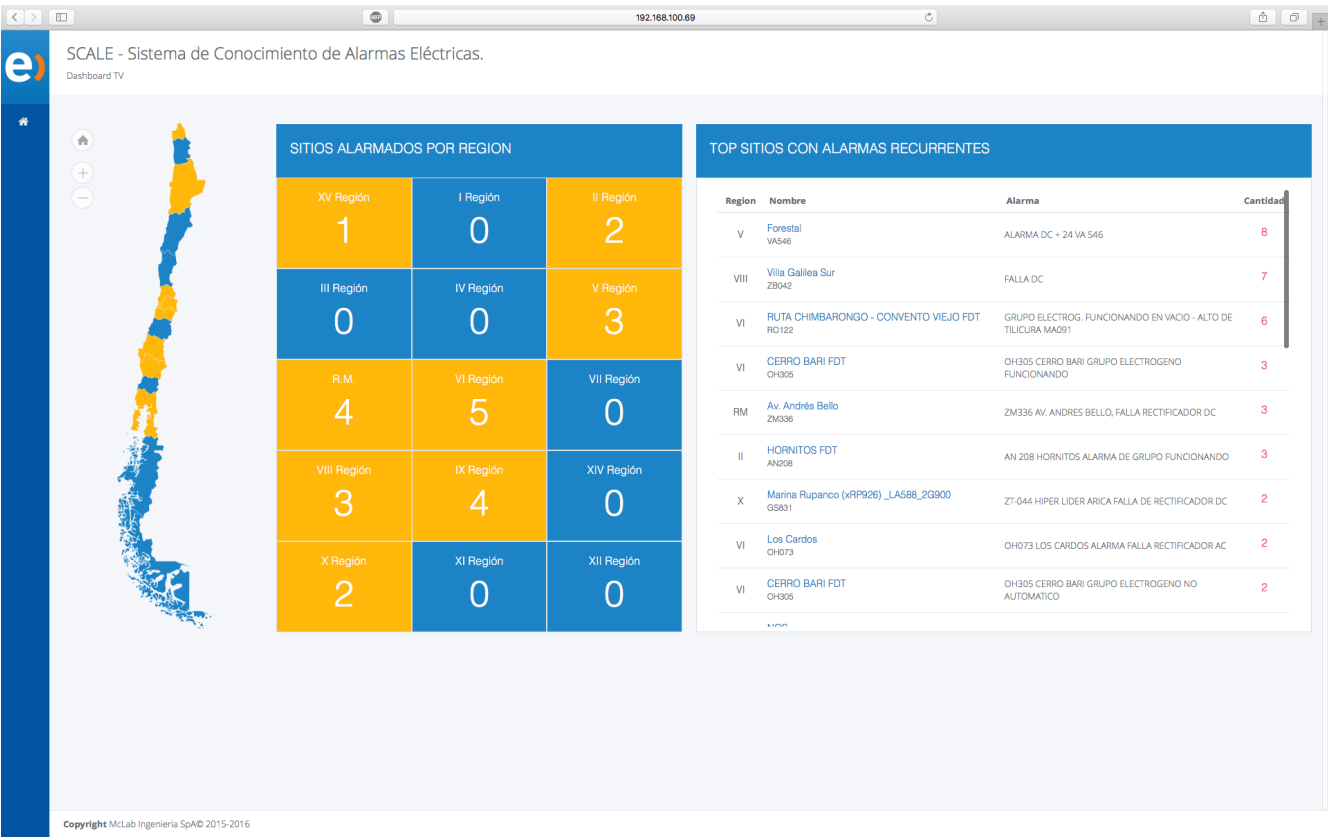 ABP
192.168.100.69
e)
SCALE - Sistema de Conocimiento de Alarmas Eléctricas.
Dashboard TV
SITIOS ALARMADOS POR REGION
XV Región
1
I Región
0
II Región
2
III Región
0
IV Región
0
V Región
3
R.M.
4
VI Región
5
VII Región
0
VIII Región
3
IX Región
4
XIV Región
0
X Región
2
XI Región
0
XII Región
0
TOP SITIOS CON ALARMAS RECURRENTES
Region Nombre Alarma Cantidad
V Forestal ALARMA DC + 24 VA 546 8
VA546
VIII Villa Galilea Sur FALLA DC 7
ZB042
VI RUTA CHIMBARONGO - CONVENTO VIEJO FDT GRUPO ELECTROG. FUNCIONANDO EN VACIO - ALTO DE 6
RO122 TILICURA MA091
VI CERRO BARI FDT OH305 CERRO BARI GRUPO ELECTROGENO 3
OH305 FUNCIONANDO
RM Av. Andrés Bello ZM336 AV. ANDRES BELLO, FALLA RECTIFICADOR DC 3
ZM336
II HORNITOS FDT AN 208 HORNITOS ALARMA DE GRUPO FUNCIONANDO 3
AN208
X Marina Rupanco (xRP926) _LA588_2G900 ZT-044 HIPER LIDER ARICA FALLA DE RECTIFICADOR DC 2
GS831
VI Los Cardos OH073 LOS CARDOS ALARMA FALLA RECTIFICADOR AC 2
OH073
VI CERRO BARI FDT OH305 CERRO BARI GRUPO ELECTROGENO NO 2
OH305 AUTOMATICO
Copyright McLab Ingenieria SpA© 2015-2016